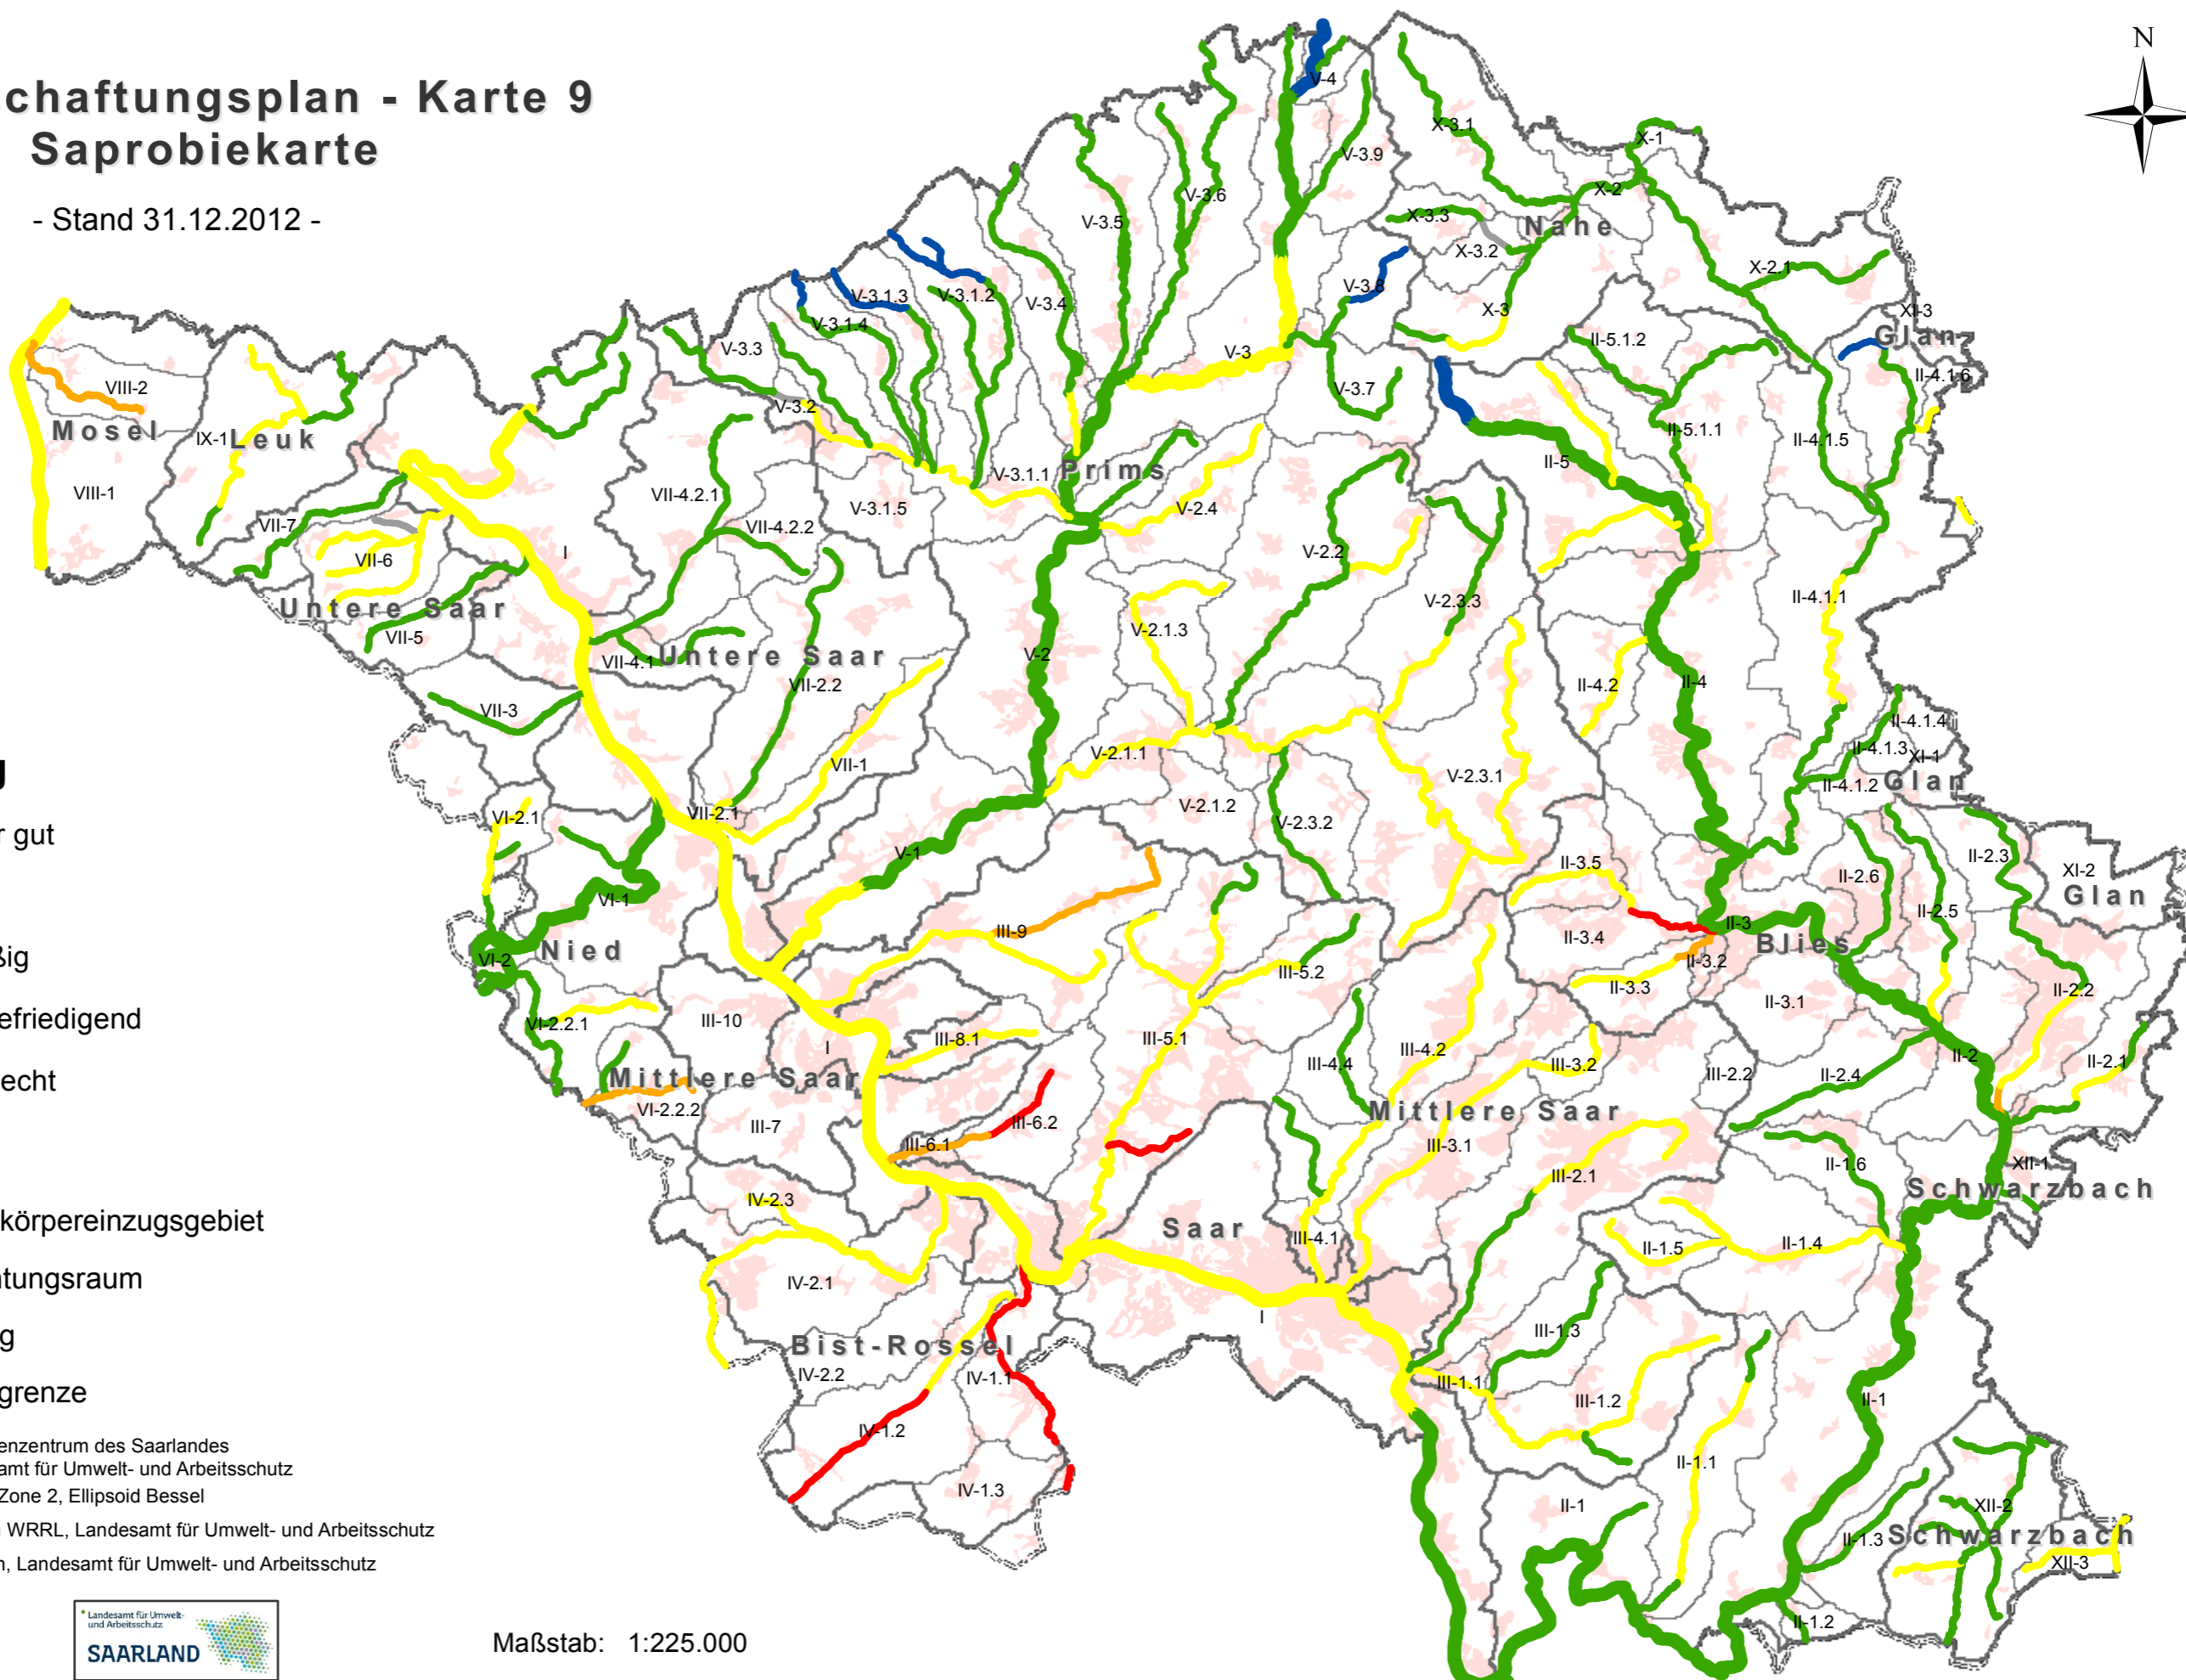 chaftungsplan - Karte 9
Saprobiekarte
- Stand 31.12.2012 -
N
V-4
X-3.1
X-1
V-3.9
V-3.6
X-2
V-3.5
X-3.3
Nahe
X-3.2
X-2.1
V-3.8
V-3.1.3
V-3.1.2
V-3.4
X-3
XI-3
V-3.1.4
Glan
II-5.1.2
V-3.3
V-3
II-4.1.6
VIII-2
V-3.7
V-3.2
Mosel
IX-1
Leuk
II-5.1.1
II-4.1.5
II-5
V-3.1.1
Prims
VIII-1
VII-4.2.1
V-3.1.5
V-2.4
VII-7
VII-4.2.2
I
V-2.2
VII-6
Untere Saar
II-4.1.1
V-2.3.3
VII-5
V-2.1.3
VII-4.1
Untere Saar
V-2
VII-2.2
II-4.2
II-4
VII-3
II-4.1.4
II-4.1.3
V-2.1.1
XI-1
VII-1
V-2.3.1
II-4.1.2
Glan
g
V-2.1.2
VII-2.1
VI-2.1
V-2.3.2
r gut
V-1
II-3.5
II-2.3
II-2.6
XI-2
Glan
VI-1
II-2.5
III-9
II-3
II-3.4
Blies
Nied
ßig
VI-2
II-3.2
III-5.2
II-3.3
II-2.2
II-3.1
efriedigend
VI-2.2.1
III-10
III-8.1
III-5.1
I
III-4.2
II-2
III-4.4
III-3.2
II-2.1
III-2.2
II-2.4
echt
Mittlere Saar
VI-2.2.2
Mittlere Saar
III-7
III-6.2
III-6.1
III-3.1
II-1.6
XII-1
III-2.1
Schwarzbach
IV-2.3
körpereinzugsgebiet
Saar
III-4.1
II-1.5
II-1.4
htungsraum
IV-2.1
I
III-1.3
g
Bist-Rossel
IV-2.2
IV-1.1
III-1.1
III-1.2
grenze
II-1
IV-1.2
enzentrum des Saarlandes
II-1.1
amt für Umwelt- und Arbeitsschutz
Zone 2, Ellipsoid Bessel
IV-1.3
II-1
XII-2
WRRL, Landesamt für Umwelt- und Arbeitsschutz
II-1.3
Schwarzbach
n, Landesamt für Umwelt- und Arbeitsschutz
XII-3
II-1.2
Landesamt für Umwelt-
und Arbeitsschutz
SAARLAND
Maßstab: 1:225.000